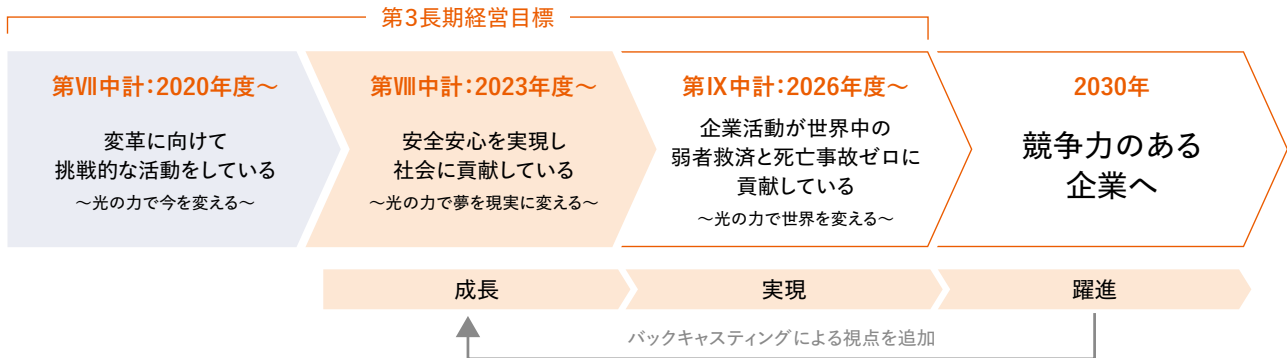 第3長期経営目標
第Ⅶ中計：2020年度～
変革に向けて
挑戦的な活動をしている
～光の力で今を変える～
第Ⅷ中計：2023年度～
安全安心を実現し
社会に貢献している
～光の力で夢を現実に変える～
第Ⅸ中計：2026年度～
企業活動が世界中の
弱者救済と死亡事故ゼロに
貢献している
～光の力で世界を変える～
2030年
競争力のある
企業へ
成長
実現
躍進
バックキャスティングによる視点を追加